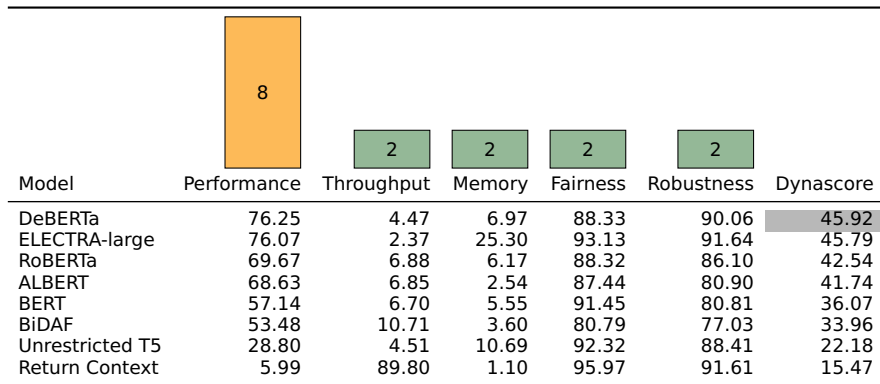 8
2 2 2 2
Model Performance Throughput Memory Fairness Robustness Dynascore
DeBERTa 76.25 4.47 6.97 88.33 90.06 45.92
ELECTRA-large 76.07 2.37 25.30 93.13 91.64 45.79
RoBERTa 69.67 6.88 6.17 88.32 86.10 42.54
ALBERT 68.63 6.85 2.54 87.44 80.90 41.74
BERT 57.14 6.70 5.55 91.45 80.81 36.07
BiDAF 53.48 10.71 3.60 80.79 77.03 33.96
Unrestricted T5 28.80 4.51 10.69 92.32 88.41 22.18
Return Context 5.99 89.80 1.10 95.97 91.61 15.47